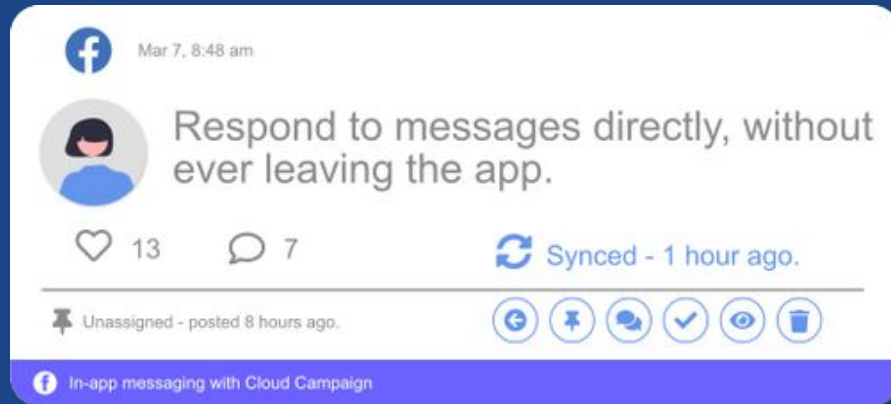 Mar 7, 8:48 am
Respond to messages directly, without
ever leaving the app.
13
7
Synced - 1 hour ago.
Unassigned - posted 8 hours ago.
In-app messaging with Cloud Campaign